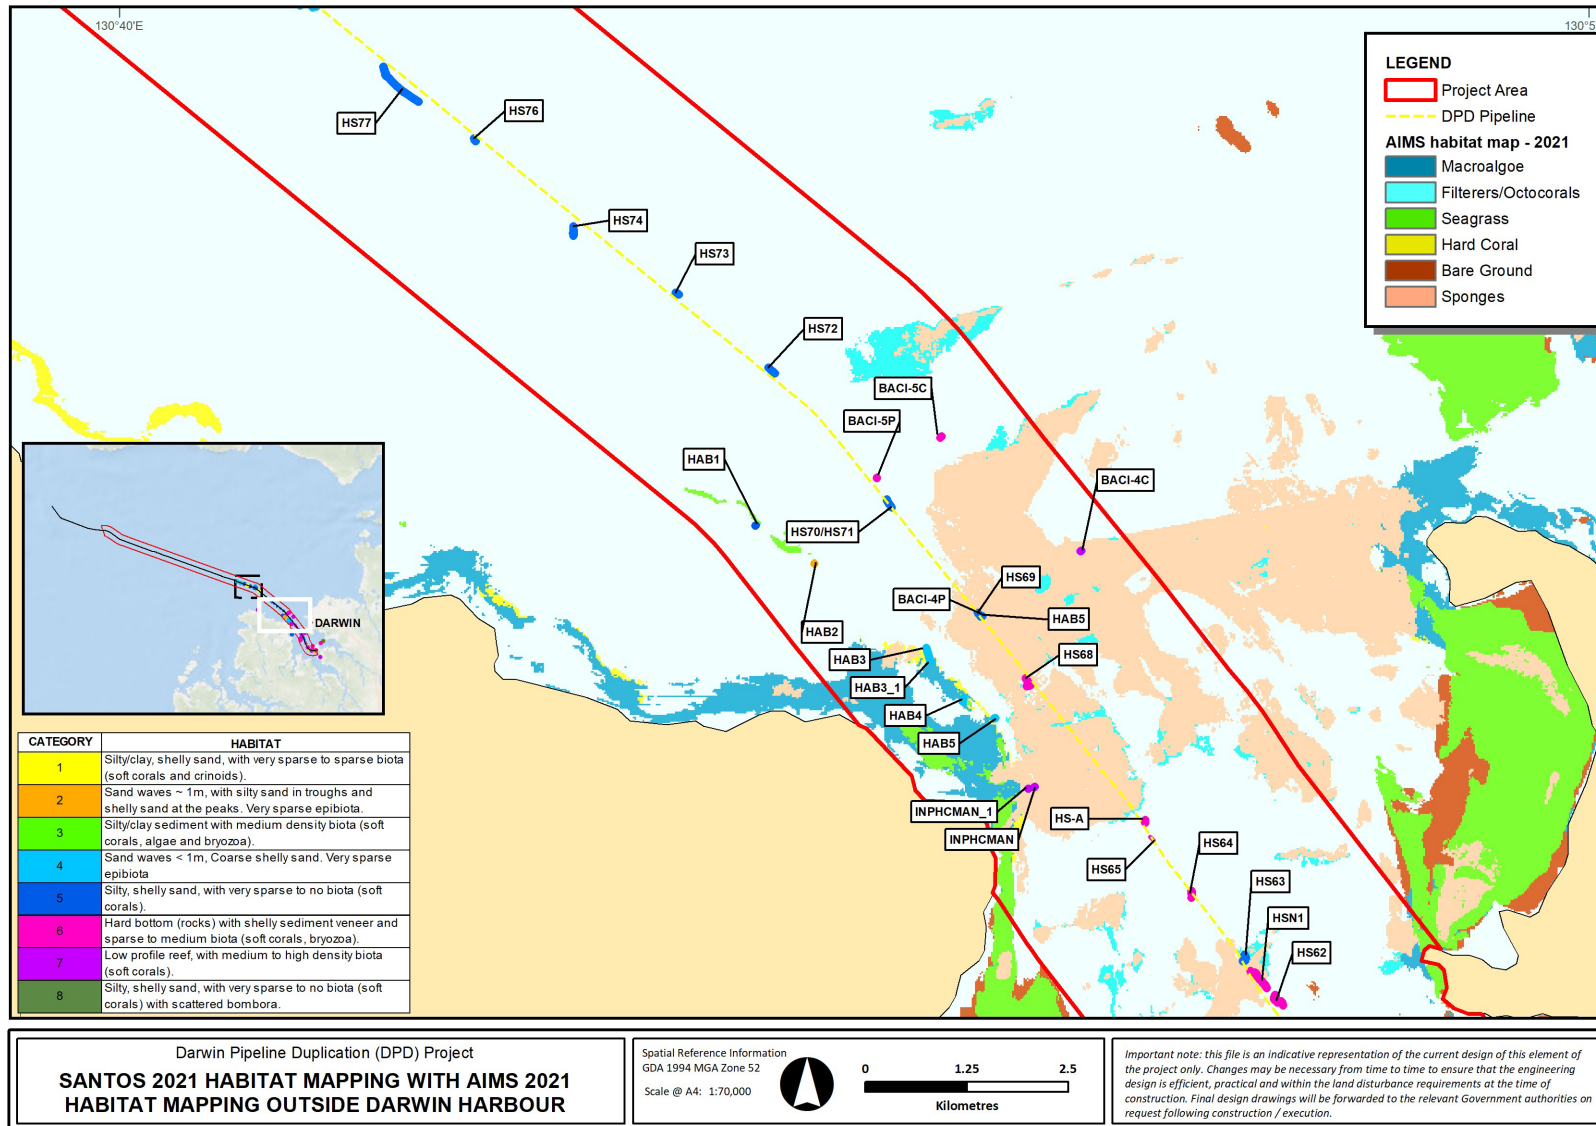 130°40'E
130°5
LEGEND
Project Area
DPD Pipeline
AIMS habitat map - 2021
Macroalgoe
Filterers/Octocorals
Seagrass
Hard Coral
Bare Ground
Sponges
HS77
HS76
HS74
HS73
HS72
BACI-5C
BACI-5P
HAB1
BACI-4C
HS70/HS71
HS69
BACI-4P
HAB5
HAB2
HAB3
HS68
HAB3_1
HAB4
HAB5
INPHCMAN_1
HS-A
INPHCMAN
HS64
HS65
HS63
HSN1
HS62
DARWIN
CATEGORY HABITAT
1 Silty/clay, shelly sand, with very sparse to sparse biota
(soft corals and crinoids).
2 Sand waves ~ 1m, with silty sand in troughs and
shelly sand at the peaks. Very sparse epibiota.
3 Silty/clay sediment with medium density biota (soft
corals, algae and bryozoa).
4 Sand waves < 1m, Coarse shelly sand. Very sparse
epibiota
5 Silty, shelly sand, with very sparse to no biota (soft
corals).
6 Hard bottom (rocks) with shelly sediment veneer and
sparse to medium biota (soft corals, bryozoa).
7 Low profile reef, with medium to high density biota
(soft corals).
8 Silty, shelly sand, with very sparse to no biota (soft
corals) with scattered bombora.
Darwin Pipeline Duplication (DPD) Project
SANTOS 2021 HABITAT MAPPING WITH AIMS 2021
HABITAT MAPPING OUTSIDE DARWIN HARBOUR
Spatial Reference Information
GDA 1994 MGA Zone 52
Scale @ A4: 1:70,000
0 1.25 2.5
Kilometres
Important note: this file is an indicative representation of the current design of this element of
the project only. Changes may be necessary from time to time to ensure that the engineering
design is efficient, practical and within the land disturbance requirements at the time of
construction. Final design drawings will be forwarded to the relevant Government authorities on
request following construction / execution.